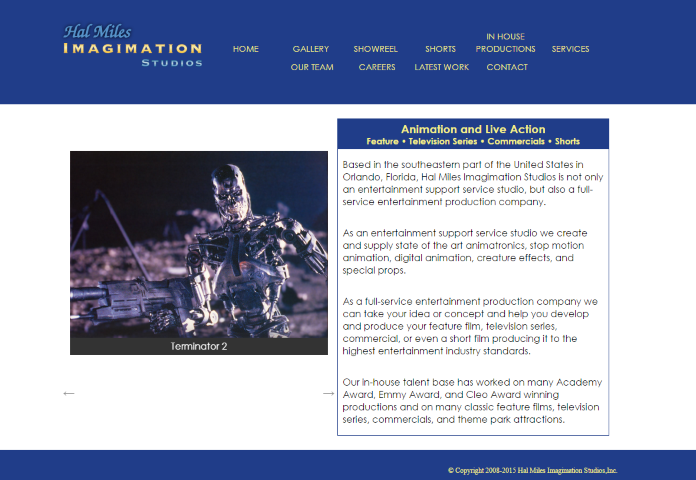 Hal Miles
IMAGIMATION
STUDIOS
HOME GALLERY SHOWREEL SHORTS IN HOUSE PRODUCTIONS SERVICES
OUR TEAM CAREERS LATEST WORK CONTACT
Animation and Live Action
Feature • Television Series • Commercials • Shorts
Based in the southeastern part of the United States in
Orlando, Florida, Hal Miles Imagination Studios is not only
an entertainment support service studio, but also a full-
service entertainment production company.
As an entertainment support service studio we create
and supply state of the art animatronics, stop motion
animation, digital animation, creature effects, and
special props.
As a full-service entertainment production company we
can take your idea or concept and help you develop
and produce your feature film, television series,
commercial, or even a short film producing it to the
highest entertainment industry standards.
Our in-house talent base has worked on many Academy
Award, Emmy Award, and Cleo Award winning
productions and on many classic feature films, television
series, commercials, and theme park attractions.
Terminator 2
← →
© Copyright 2008-2015 Hal Miles Imagination Studios,Inc.